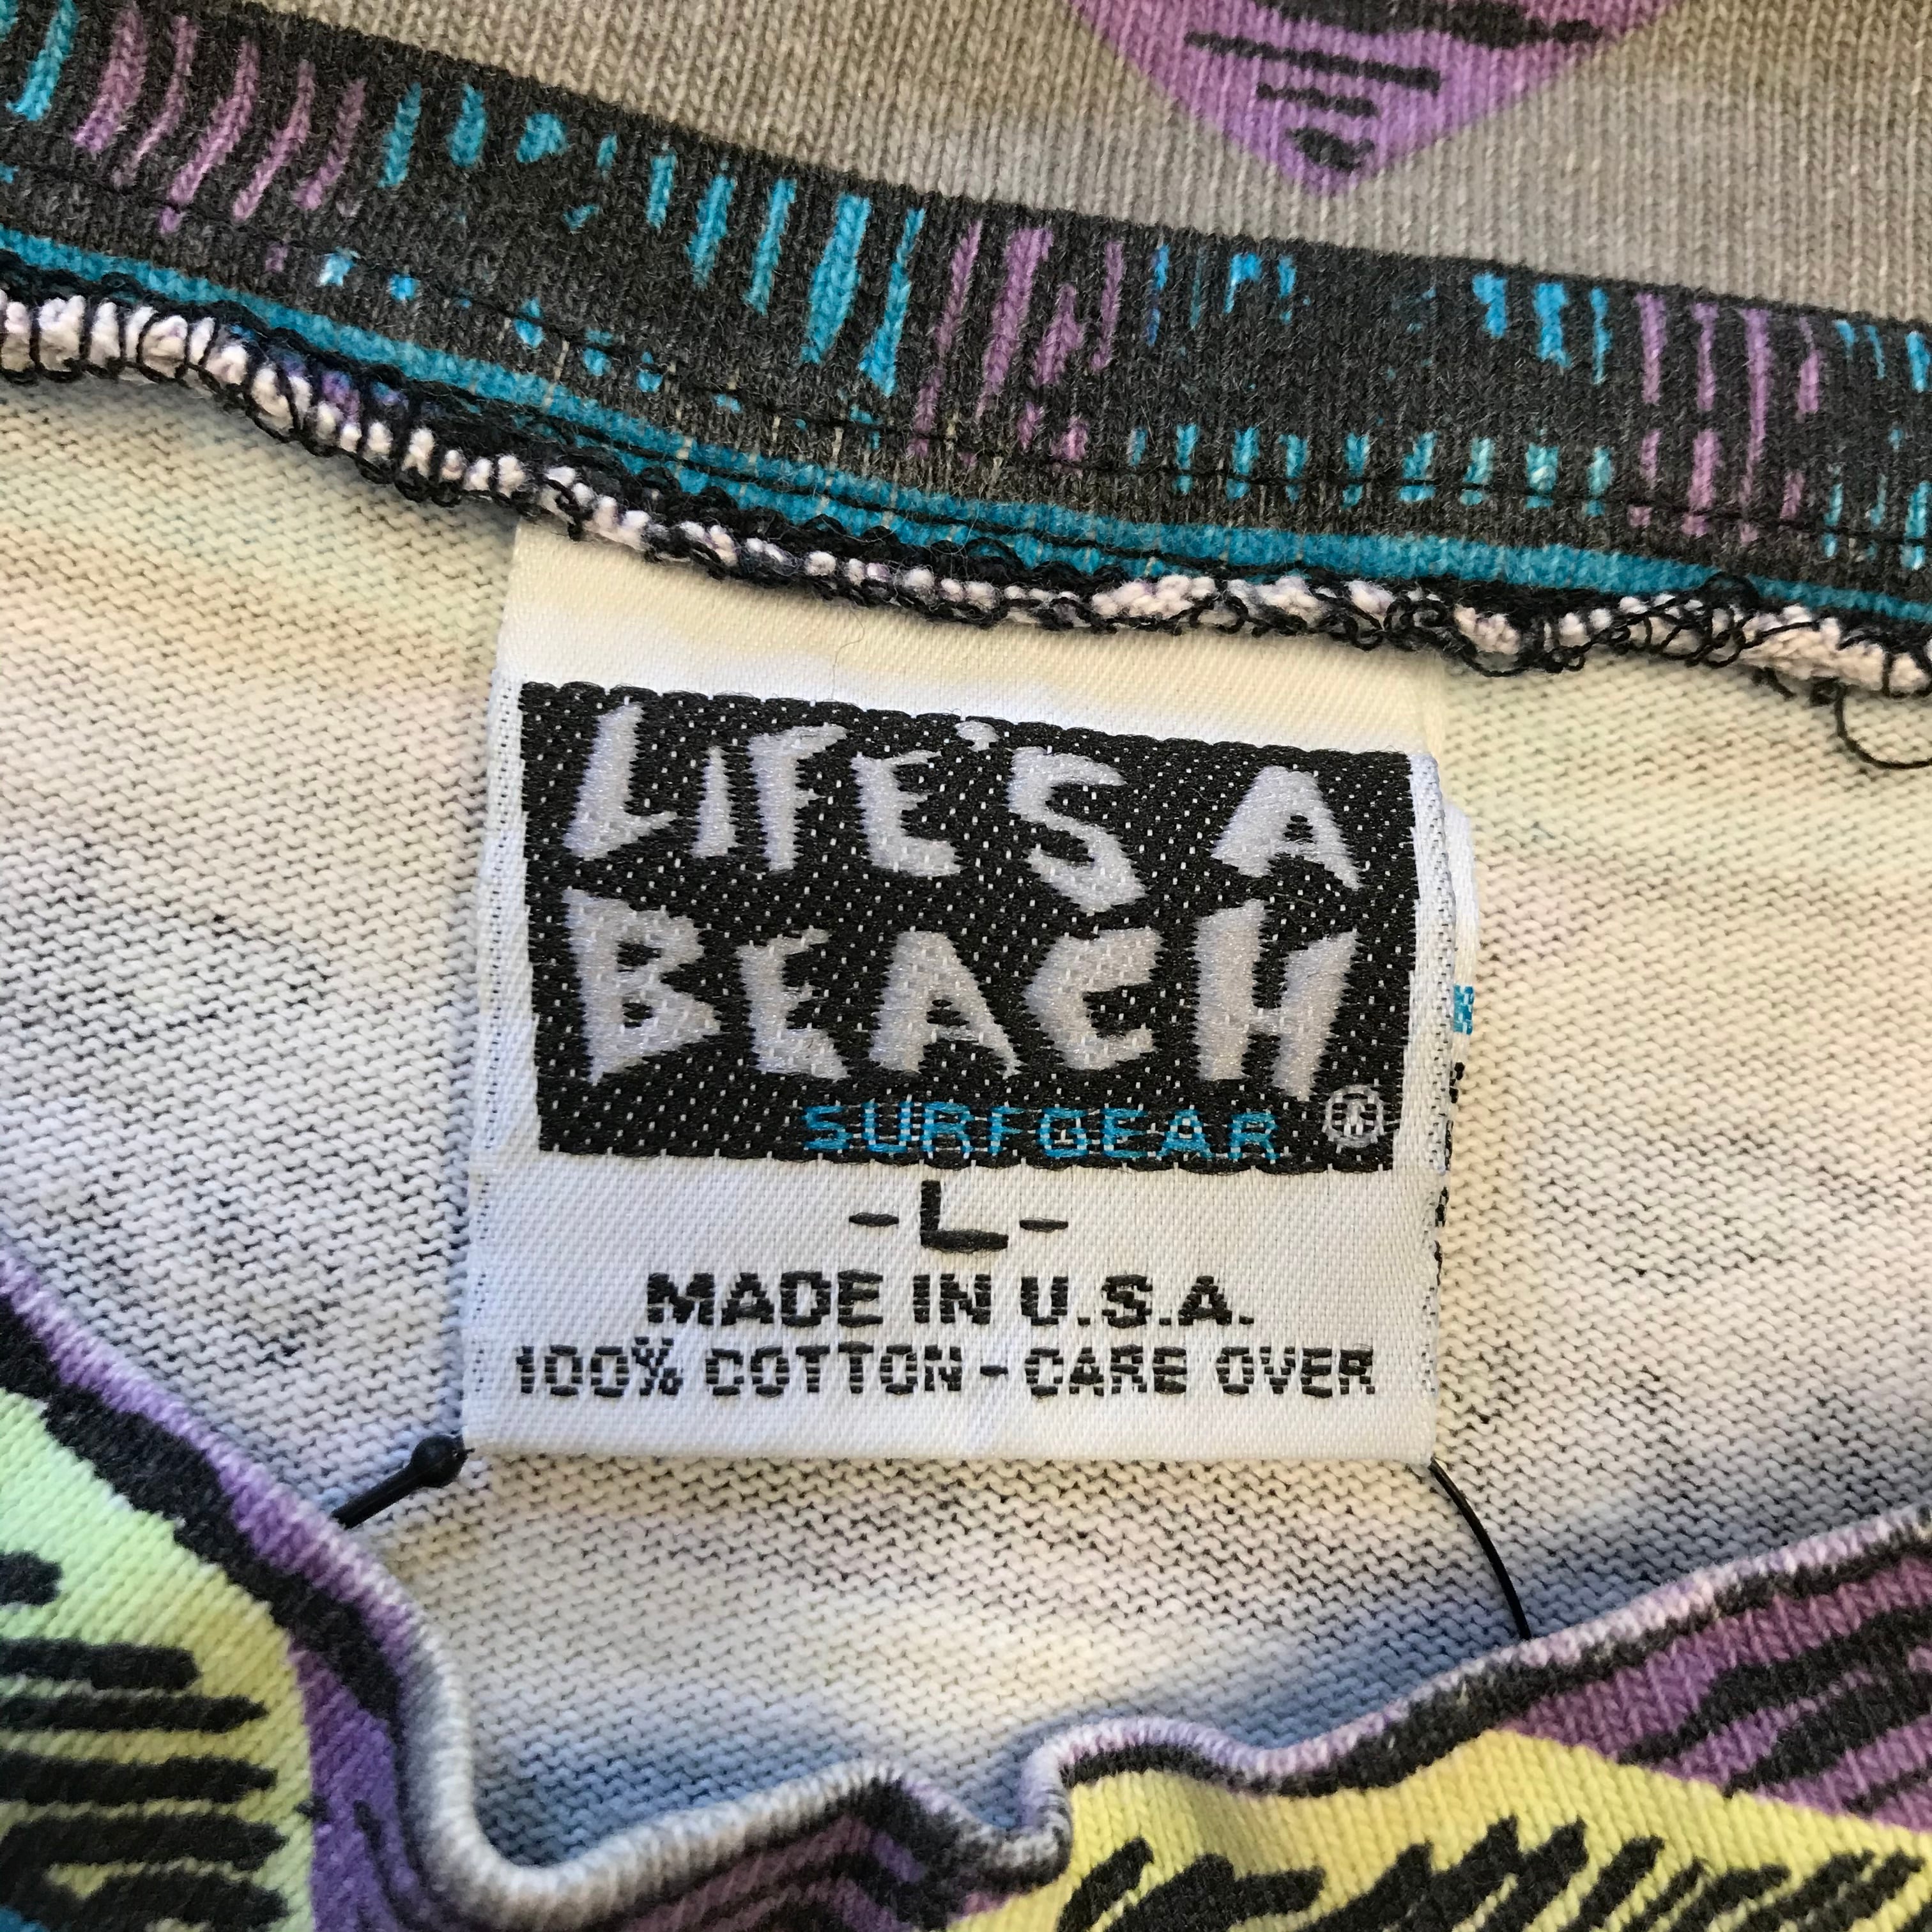 LIFE'S A
BEACH
SURFGEAR ®
-L-
MADE IN U.S.A.
100% COTTON - CARE OVER